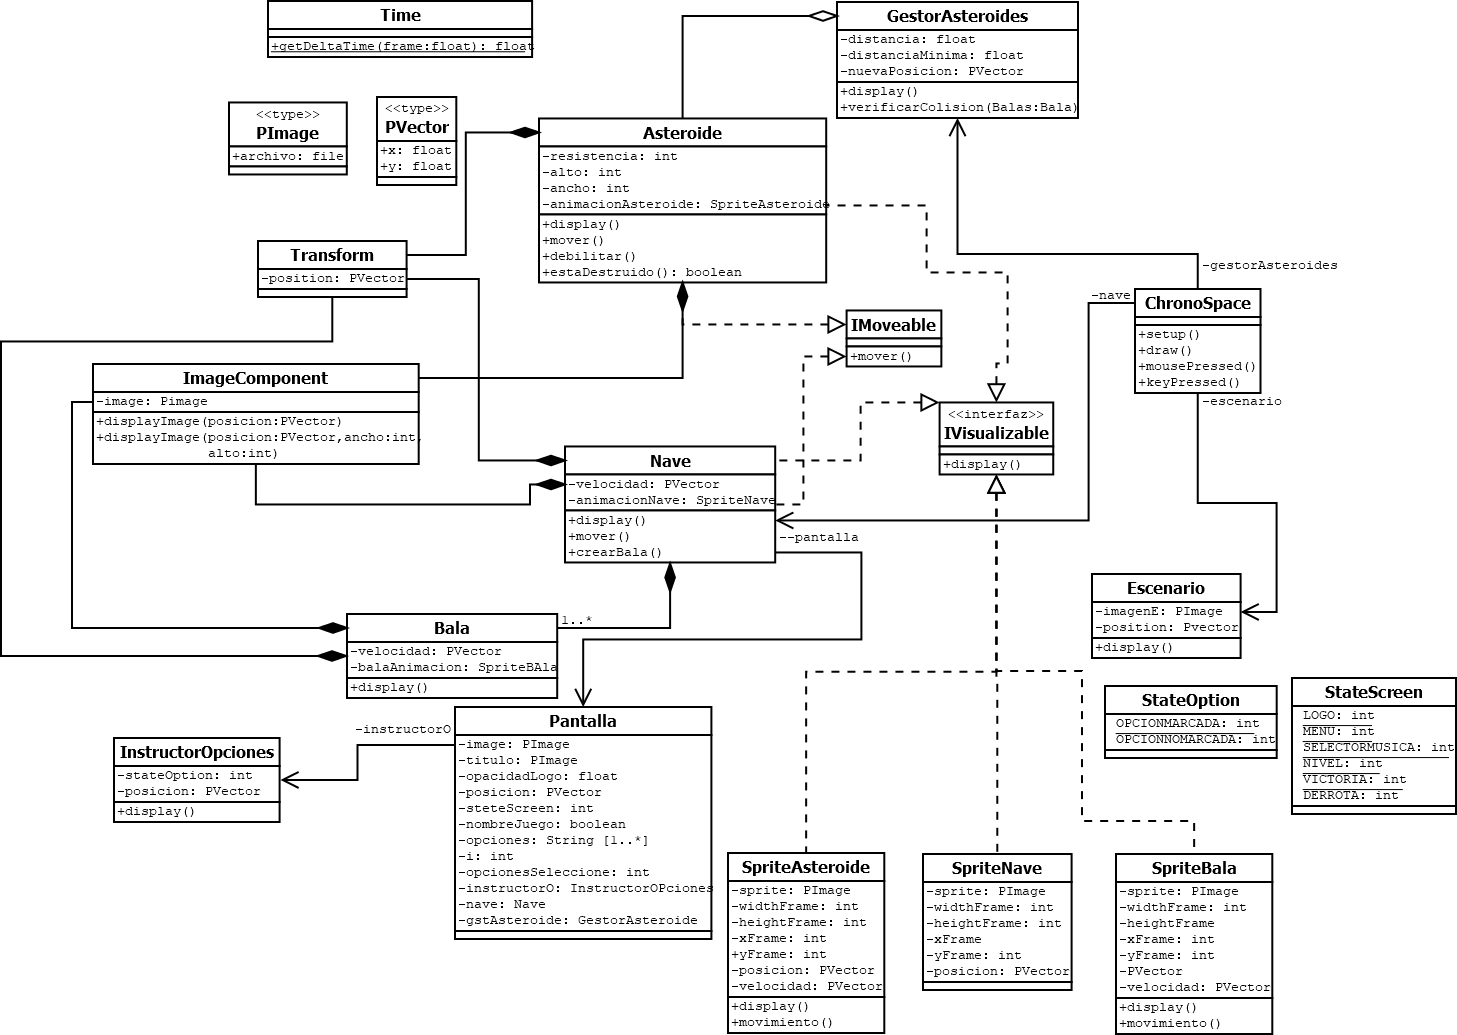 Time
+getDeltaTime(frame:float): float
GestorAsteroides
-distancia: float
-distanciaMinima: float
-nuevaPosicion: PVector
+display()
+verificarColision(Balas:Bala)
<<type>>
PImage
+archivo: file
<<type>>
PVector
+x: float
+y: float
Asteroide
-resistencia: int
-alto: int
-ancho: int
-animacionAsteroide: SpriteAsteroide
+display()
+mover()
+debilitar()
+estaDestruido(): boolean
Transform
-position: PVector
-gestorAsteroides
-nave
ChronoSpace
+setup()
+draw()
+mousePressed()
+keyPressed()
-escenario
IMoveable
+mover()
ImageComponent
-image: Pimage
+displayImage(posicion:PVector)
+displayImage(posicion:PVector,ancho:int,
alto:int)
<<interfaz>>
IVisualizable
+display()
Nave
-velocidad: PVector
-animacionNave: SpriteNave
+display()
+mover()
+crearBala()
--pantalla
1..*
Bala
-velocidad: PVector
-balaAnimacion: SpriteBAla
+display()
Escenario
-imagenE: PImage
-position: Pvector
+display()
StateOption
OPCIONMARCADA: int
OPCIONNOMARCADA: int
StateScreen
LOGO: int
MENU: int
SELECTORMUSICA: int
NIVEL: int
VICTORIA: int
DERROTA: int
-instructorO
InstructorOpciones
-stateOption: int
-posicion: PVector
+display()
Pantalla
-image: PImage
-titulo: PImage
-opacidadLogo: float
-posicion: PVector
-steteScreen: int
-nombreJuego: boolean
-opciones: String [1..*]
-i: int
-opcionesSeleccione: int
-instructorO: InstructorOPciones
-nave: Nave
-gstAsteroide: GestorAsteroide
SpriteAsteroide
-sprite: PImage
-widthFrame: int
-heightFrame: int
-xFrame: int
+yFrame: int
-posicion: PVector
-velocidad: PVector
+display()
+movimiento()
SpriteNave
-sprite: PImage
-widthFrame: int
-heightFrame: int
-xFrame
-yFrame: int
-posicion: PVector
SpriteBala
-sprite: PImage
-widthFrame: int
-heightFrame
-xFrame: int
-yFrame: int
-PVector
-velocidad: PVector
+display()
+movimiento()